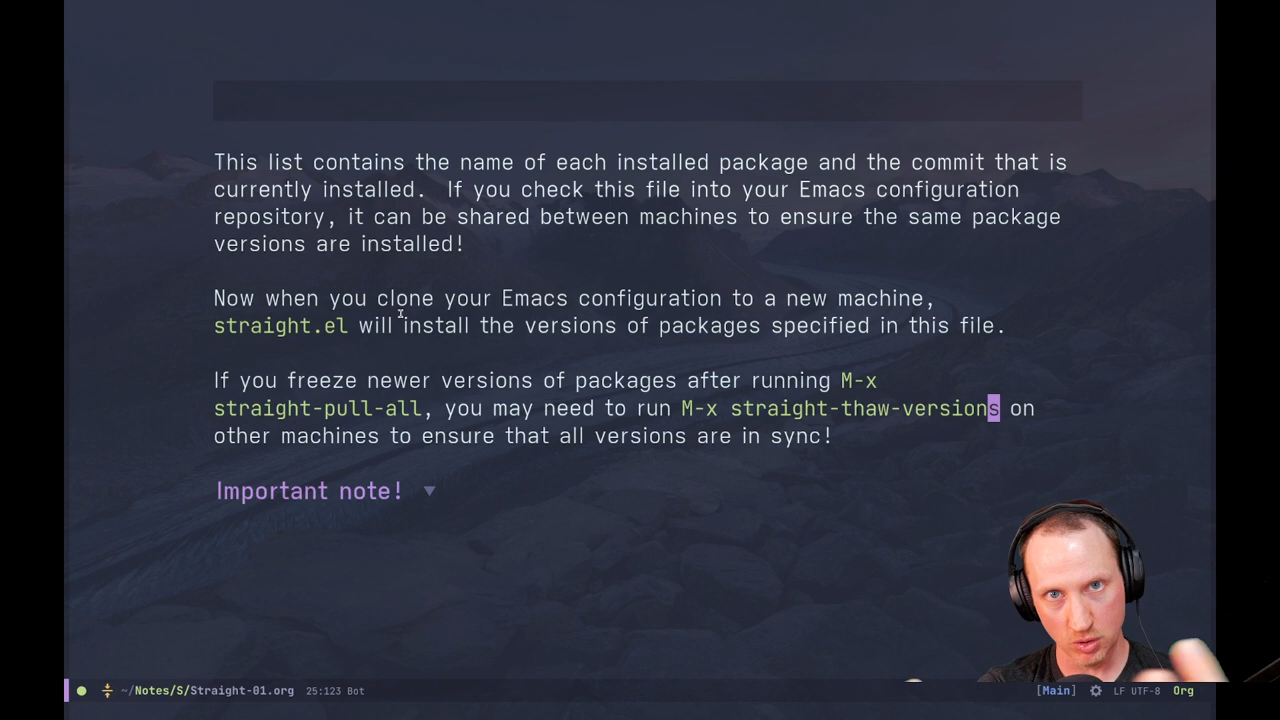 This list contains the name of each installed package and the commit that is
currently installed.  If you check this file into your Emacs configuration
repository, it can be shared between machines to ensure the same package
versions are installed!
Now when you clone your Emacs configuration to a new machine,
straight.el will install the versions of packages specified in this file.
If you freeze newer versions of packages after running M-x
straight-pull-all, you may need to run M-x straight-thaw-versions on
other machines to ensure that all versions are in sync!
Important note! ▼
~/Notes/S/Straight-01.org 25:123 Bot [Main] LF UTF-8 Org